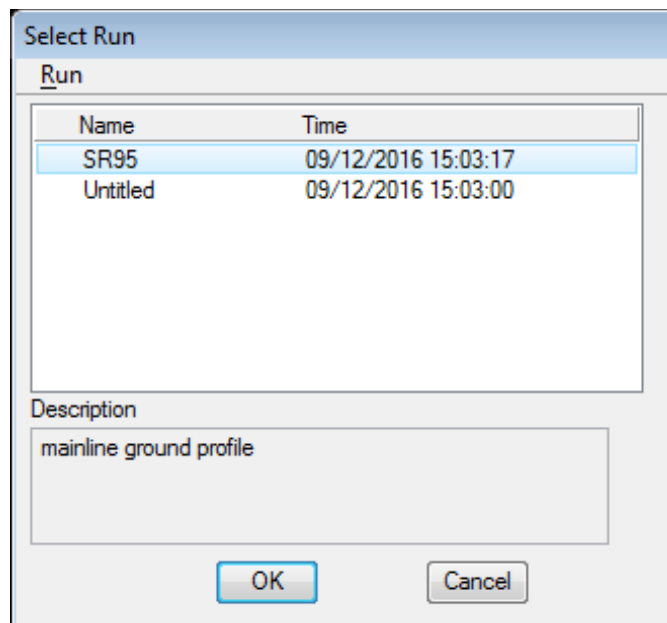 Select Run
Run
Name Time
SR95 09/12/2016 15:03:17
Untitled 09/12/2016 15:03:00
Description
mainline ground profile
OK Cancel